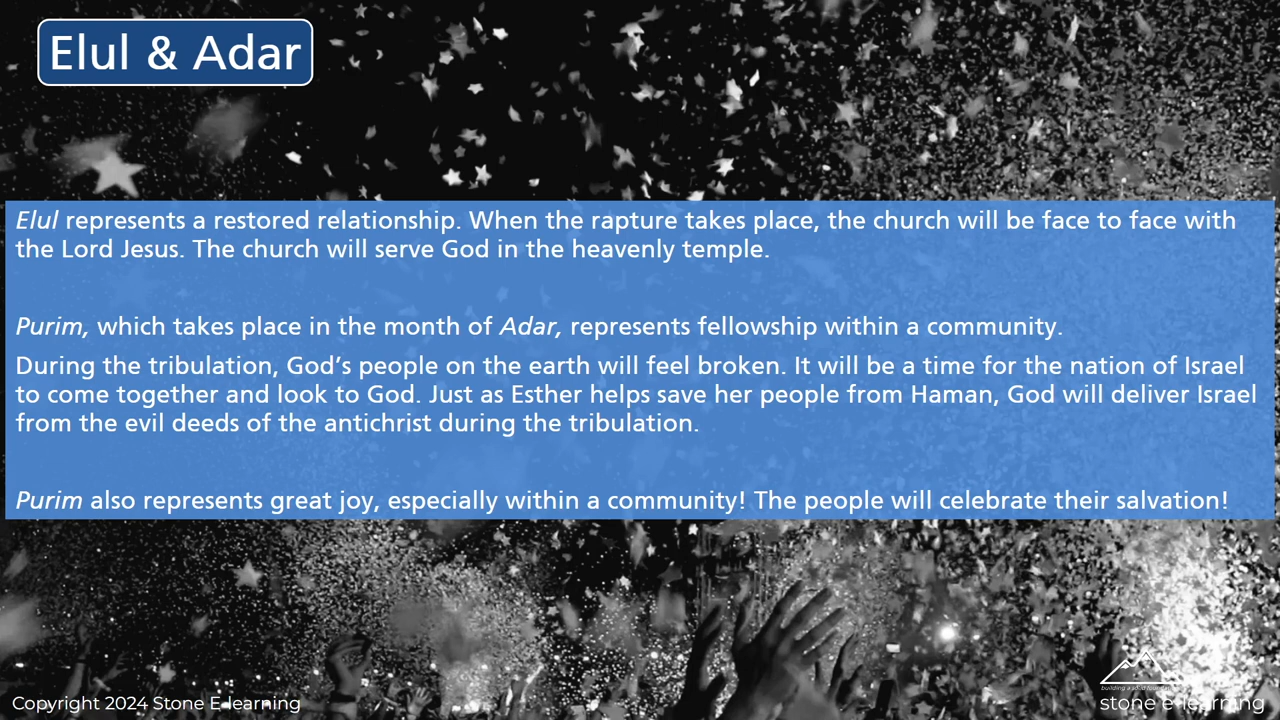 Elul & Adar
Elul represents a restored relationship. When the rapture takes place, the church will be face to face with
the Lord Jesus. The church will serve God in the heavenly temple.
Purim, which takes place in the month of Adar, represents fellowship within a community.
During the tribulation, God’s people on the earth will feel broken. It will be a time for the nation of Israel
to come together and look to God. Just as Esther helps save her people from Haman, God will deliver Israel
from the evil deeds of the antichrist during the tribulation.
Purim also represents great joy, especially within a community! The people will celebrate their salvation!
building a solid
Copyright 2024 Stone E-learning
stone e-learning